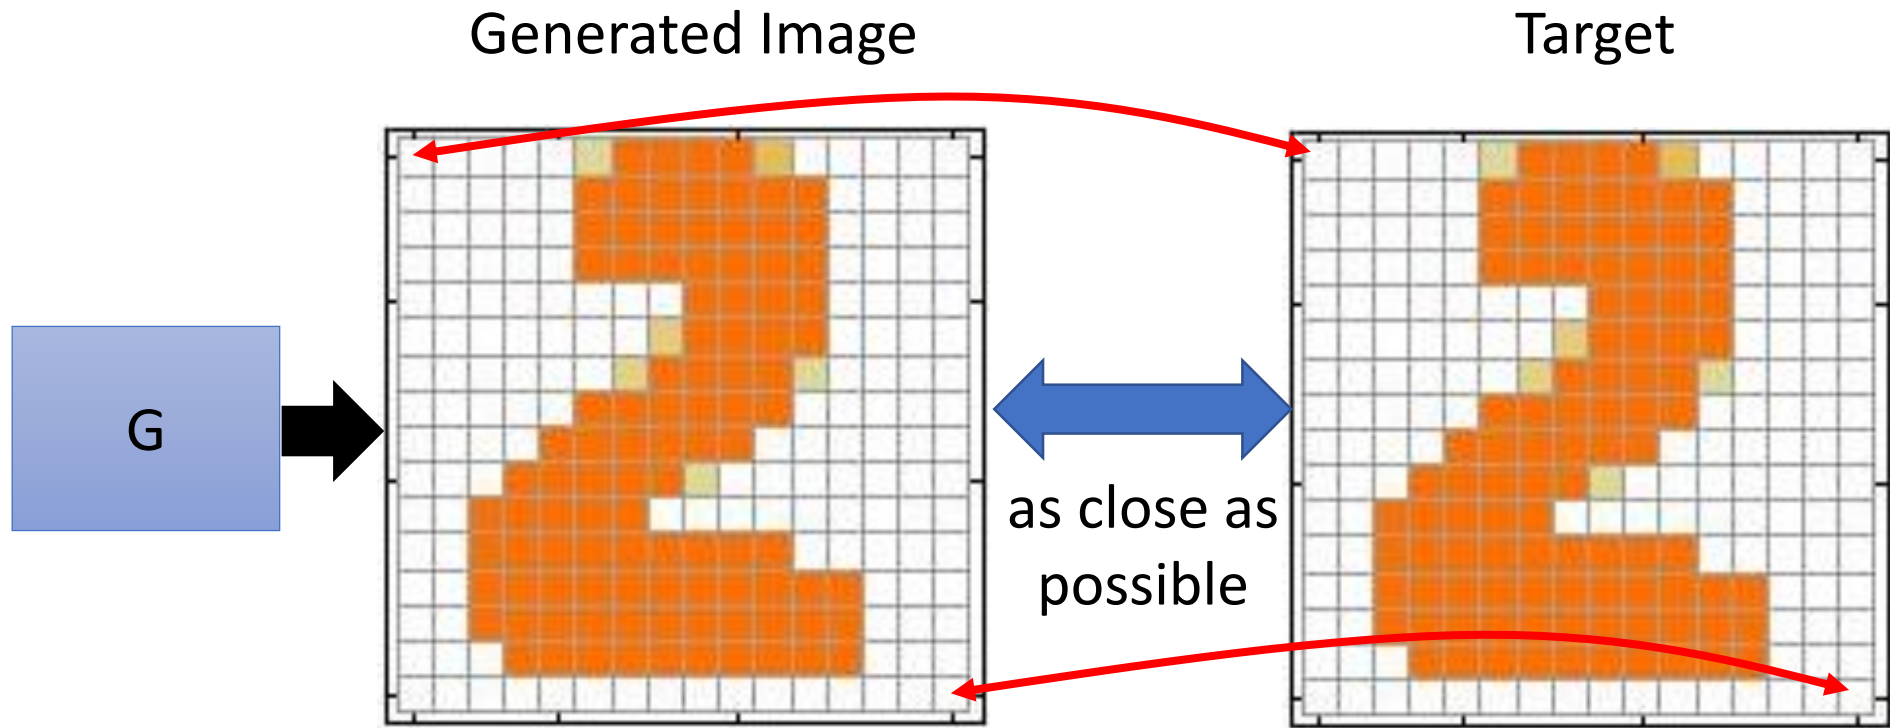 Generated Image
Target
G
as close as
possible